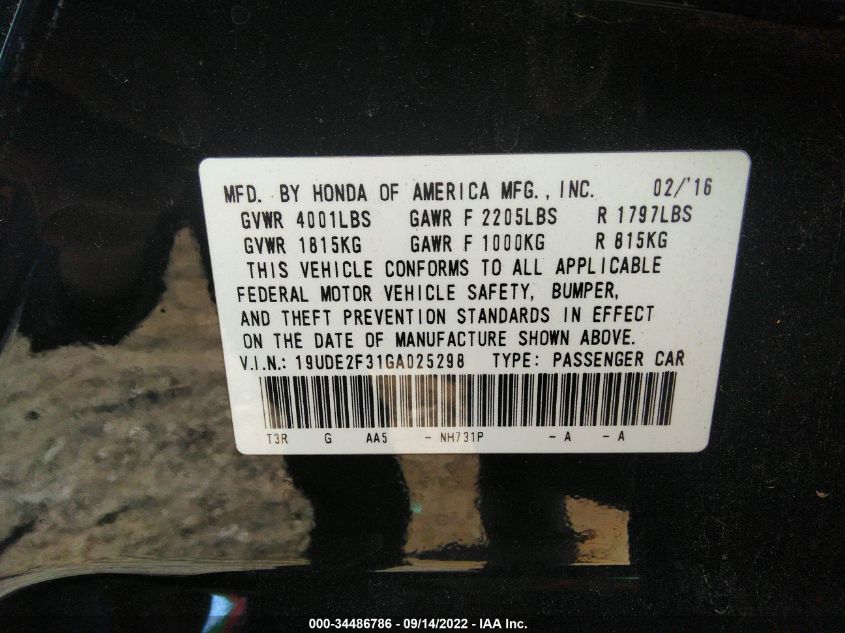 MFD. BY HONDA OF AMERICA MFG., INC. 02/'16
GVWR 4001LBS GAWR F 2205LBS R 1797LBS
GVWR 1815KG GAWR F 1000KG R 815KG
THIS VEHICLE CONFORMS TO ALL APPLICABLE
FEDERAL MOTOR VEHICLE SAFETY, BUMPER,
AND THEFT PREVENTION STANDARDS IN EFFECT
ON THE DATE OF MANUFACTURE SHOWN ABOVE.
V.I.N.: 19UDE2F31GA025298 TYPE: PASSENGER CAR
T3R G AA5 - NH731P - A - A
000-34486786 - 09/14/2022 - IAA Inc.